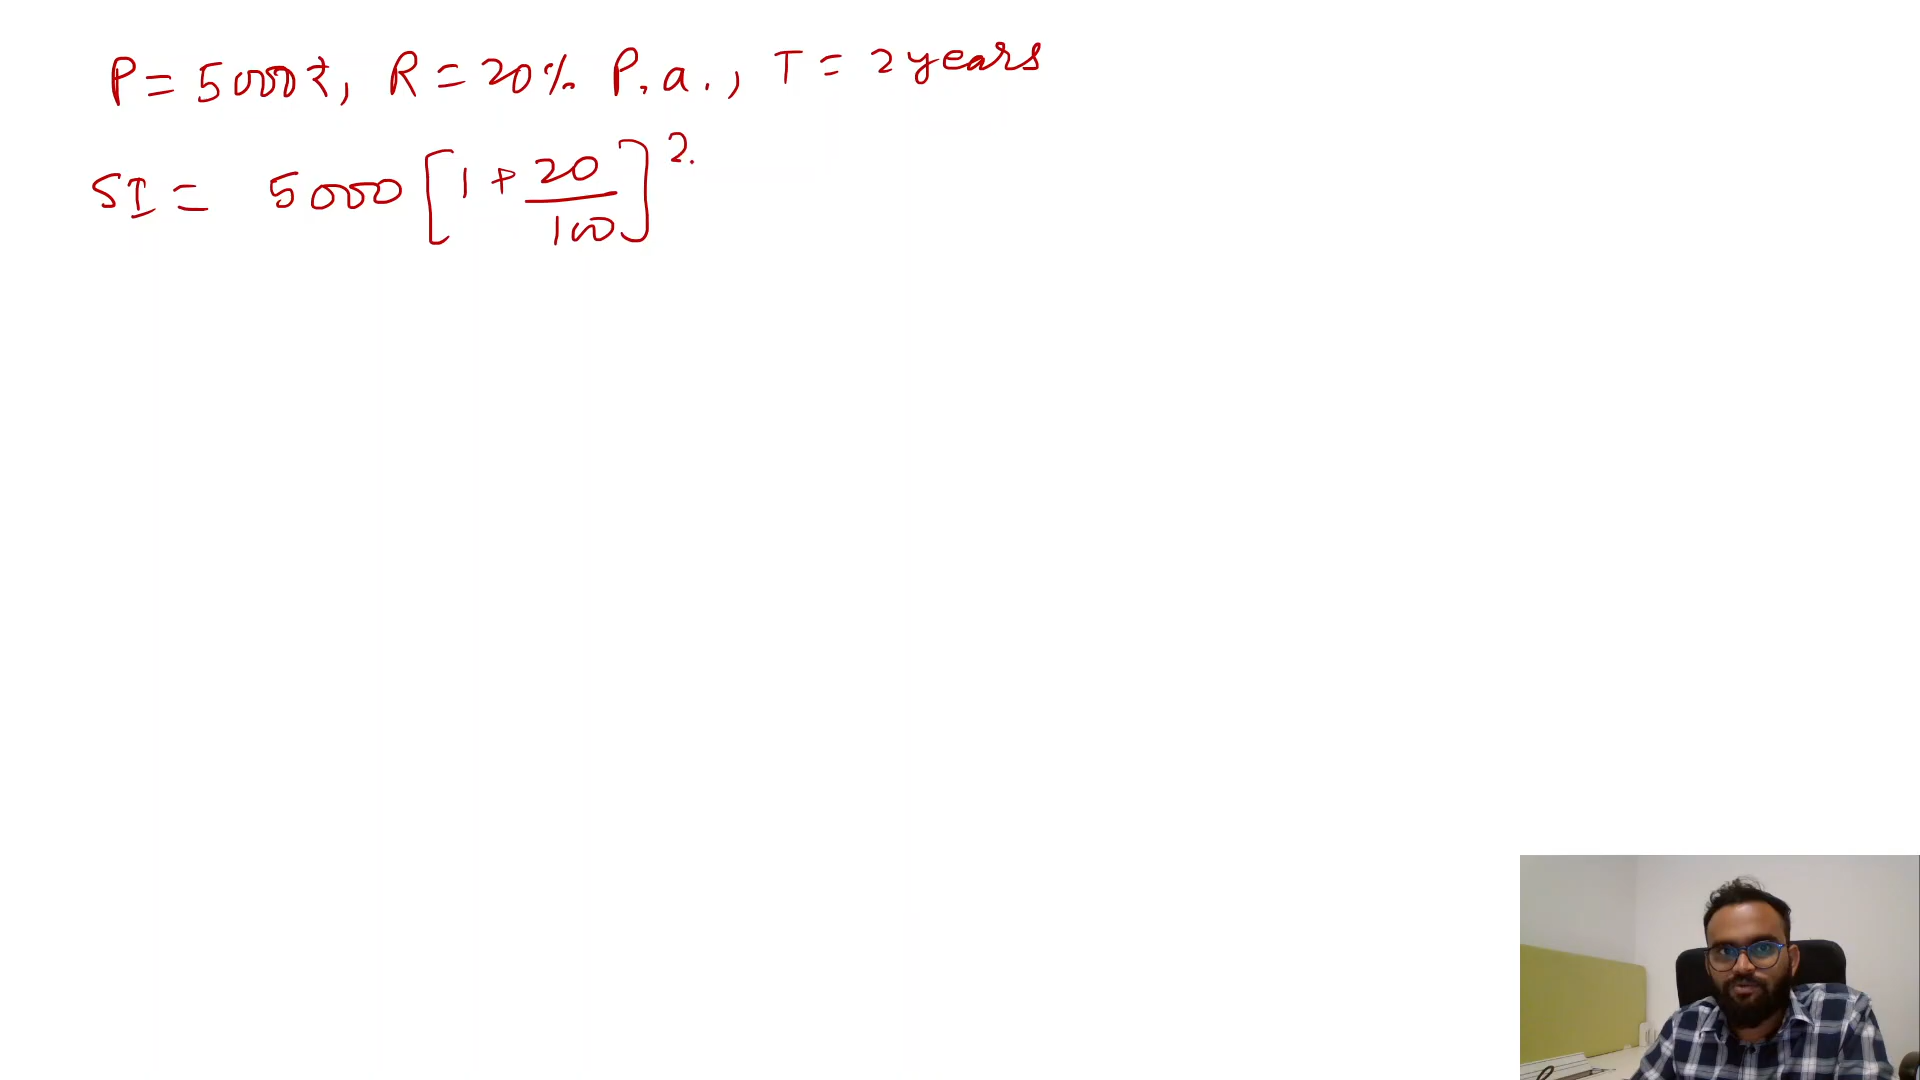 P = 5000₹, R = 20% P.a., T = 2 years
SI = 5000 [1 + 20/100]^2.